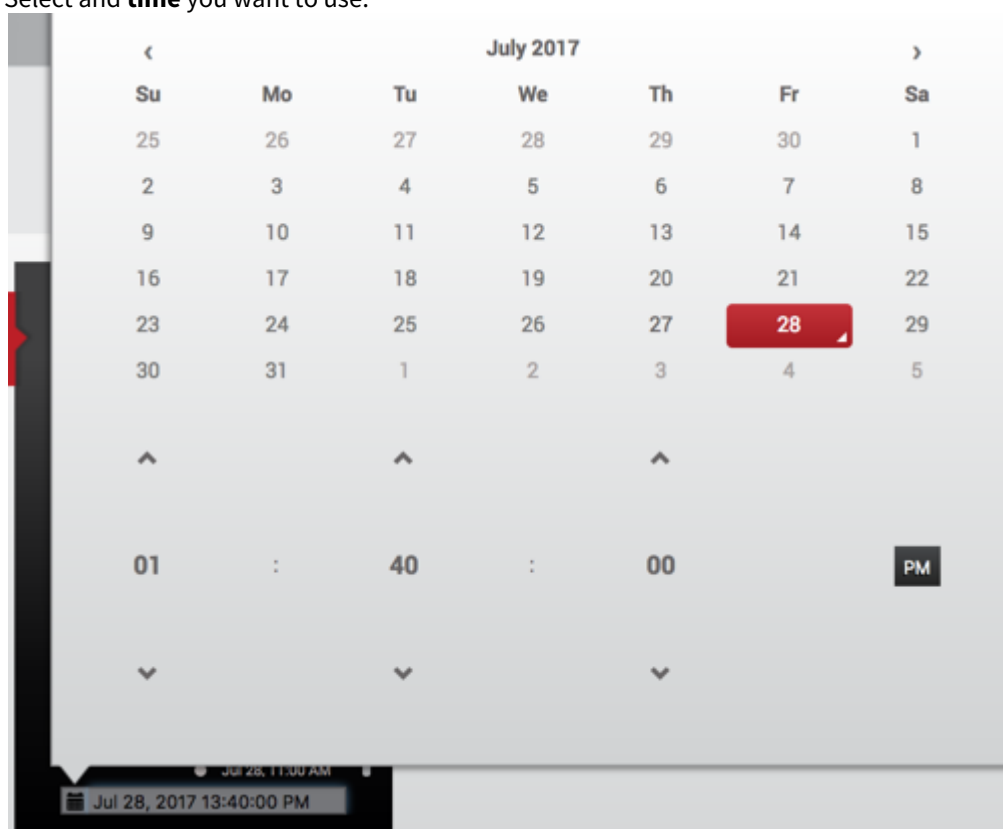 Select and time you want to use.
‹ July 2017 ›
Su Mo Tu We Th Fr Sa
25 26 27 28 29 30 1
2 3 4 5 6 7 8
9 10 11 12 13 14 15
16 17 18 19 20 21 22
23 24 25 26 27 28 29
30 31 1 2 3 4 5
01 : 40 : 00 PM
Jul 28, 11:00 AM
Jul 28, 2017 13:40:00 PM